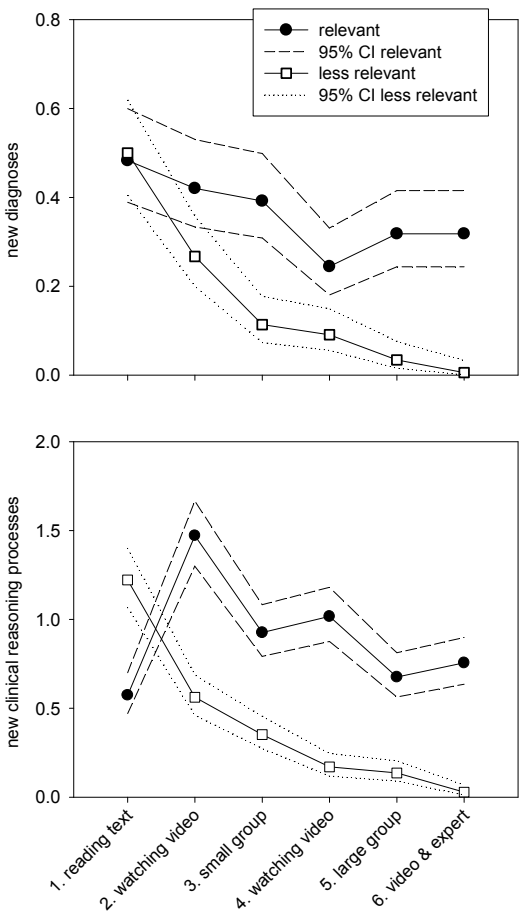 relevant
95% CI relevant
less relevant
95% CI less relevant
0.8
0.6
0.4
0.2
0.0
new diagnoses
2.0
1.5
1.0
0.5
0.0
new clinical reasoning processes
1. reading text
2. watching video
3. small group
4. watching video
5. large group
6. video & expert